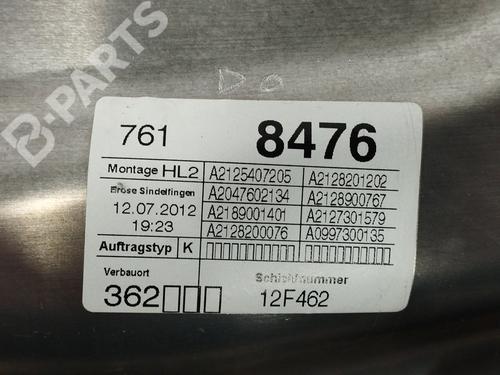 B-PARTS
D O
761 8476
Montage HL2 A2125407205 A2128201202
Brose Sindelfingen A2047602134 A2128900767
12.07.2012 A2189001401 A2127301579
19:23 A2128200076 A0997300135
Auftragstyp K
Verbauort Schichtnummer
362 12F462